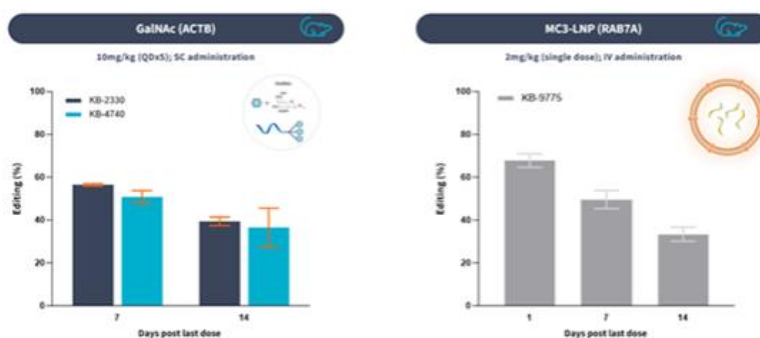 GalNAc (ACTB)
10mg/kg (QDx5); SC administration
KB-2330
KB-4740
Editing (%)
100
80
60
40
20
0
7
14
Days post last dose
MC3-LNP (RAB7A)
2mg/kg (single dose); IV administration
KB-9775
Editing (%)
100
80
60
40
20
0
1
7
14
Days post last dose